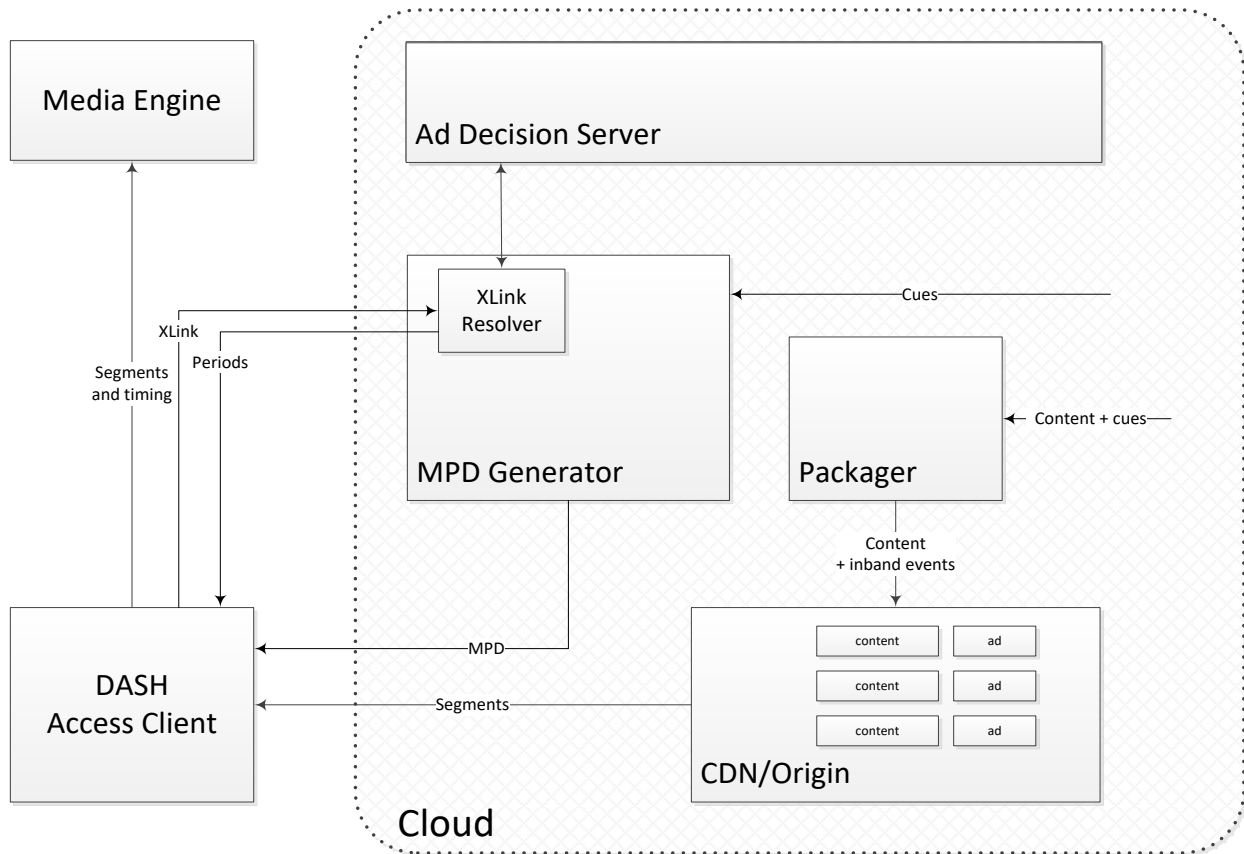 Media Engine
Ad Decision Server
XLink
Resolver
Cues
XLink
Periods
Segments
and timing
Content + cues
MPD Generator
Packager
Content
+ inband events
content
ad
MPD
content
ad
DASH
Access Client
Segments
content
ad
CDN/Origin
Cloud